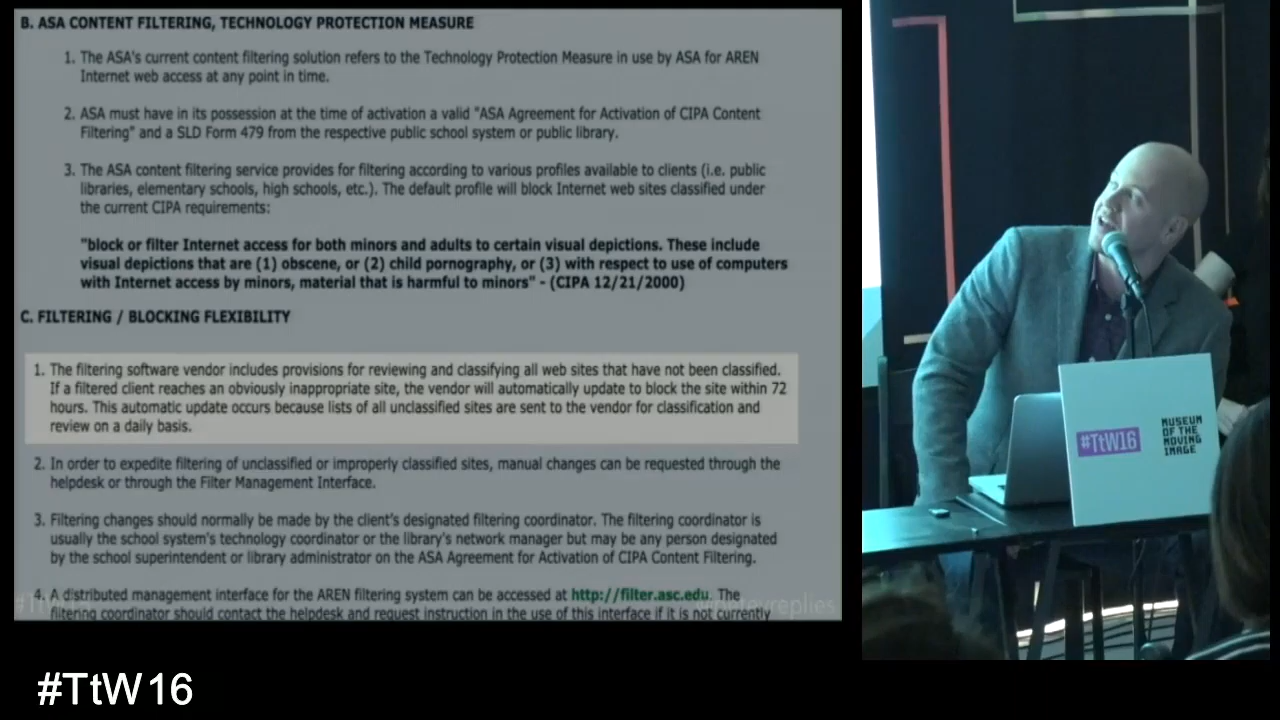 B. ASA CONTENT FILTERING, TECHNOLOGY PROTECTION MEASURE
1. The ASA's current content filtering solution refers to the Technology Protection Measure in use by ASA for AREN
Internet web access at any point in time.
2. ASA must have in its possession at the time of activation a valid "ASA Agreement for Activation of CIPA Content
Filtering" and a SLD Form 479 from the respective public school system or public library.
3. The ASA content filtering service provides for filtering according to various profiles available to clients (i.e. public
libraries, elementary schools, high schools, etc.). The default profile will block Internet web sites classified under
the current CIPA requirements:
"block or filter Internet access for both minors and adults to certain visual depictions. These include
visual depictions that are (1) obscene, or (2) child pornography, or (3) with respect to use of computers
with Internet access by minors, material that is harmful to minors" - (CIPA 12/21/2000)
C. FILTERING / BLOCKING FLEXIBILITY
1. The filtering software vendor includes provisions for reviewing and classifying all web sites that have not been classified.
If a filtered client reaches an obviously inappropriate site, the vendor will automatically update to block the site within 72
hours. This automatic update occurs because lists of all unclassified sites are sent to the vendor for classification and
review on a daily basis.
2. In order to expedite filtering of unclassified or improperly classified sites, manual changes can be requested through the
helpdesk or through the Filter Management Interface.
3. Filtering changes should normally be made by the client's designated filtering coordinator. The filtering coordinator is
usually the school system's technology coordinator or the library's network manager but may be any person designated
by the school superintendent or library administrator on the ASA Agreement for Activation of CIPA Content Filtering.
4. A distributed management interface for the AREN filtering system can be accessed at http://filter.asc.edu. The
filtering coordinator should contact the helpdesk and request instruction in the use of this interface if it is not currently
#TtW16
MUSEUM
OF THE
MOVING
IMAGE
#TtW16